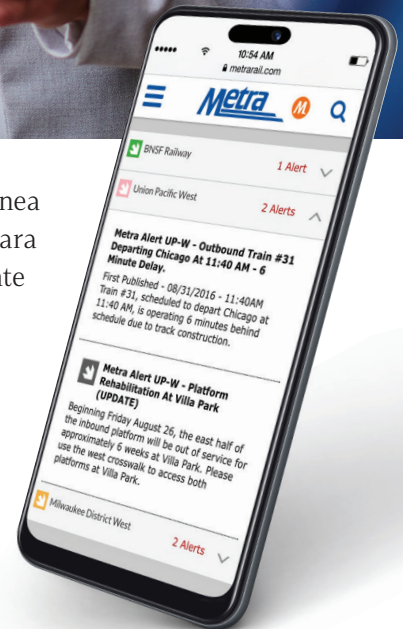 nea
ara
nte
10:54 AM
metrarail.com
Metra M
BNSF Railway 1 Alert
Union Pacific West 2 Alerts
Metra Alert UP-W - Outbound Train #31
Departing Chicago At 11:40 AM - 6
Minute Delay.
First Published - 08/31/2016 - 11:40AM
Train #31, scheduled to depart Chicago at
11:40 AM, is operating 6 minutes behind
schedule due to track construction.
Metra Alert UP-W - Platform
Rehabilitation At Villa Park
(UPDATE)
Beginning Friday August 26, the east half of
the inbound platform will be out of service for
approximately 6 weeks at Villa Park. Please
use the west crosswalk to access both
platforms at Villa Park.
Milwaukee District West 2 Alerts